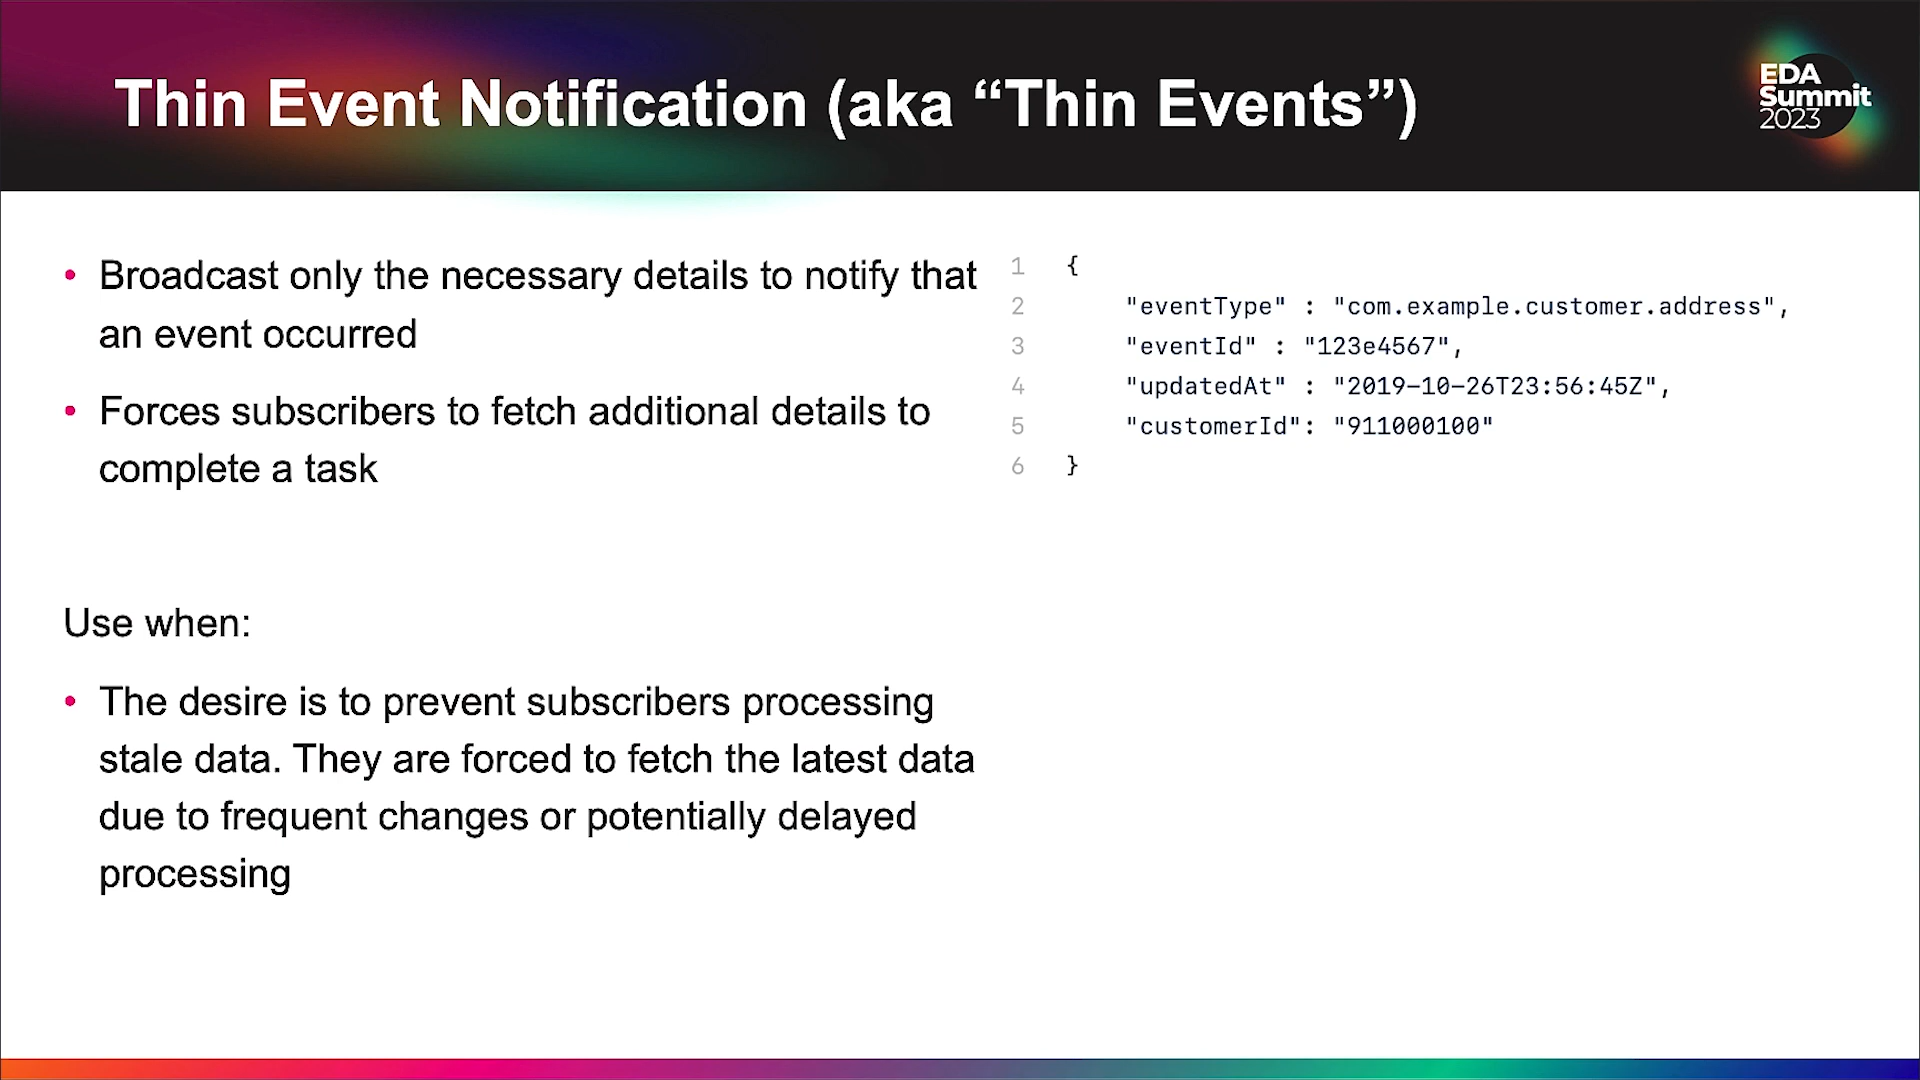 Thin Event Notification (aka “Thin Events”)
EDA
Summit
2023
• Broadcast only the necessary details to notify that
an event occurred
• Forces subscribers to fetch additional details to
complete a task
Use when:
• The desire is to prevent subscribers processing
stale data. They are forced to fetch the latest data
due to frequent changes or potentially delayed
processing
1 {
2 "eventType" : "com.example.customer.address",
3 "eventId" : "123e4567",
4 "updatedAt" : "2019-10-26T23:56:45Z",
5 "customerId": "911000100"
6 }